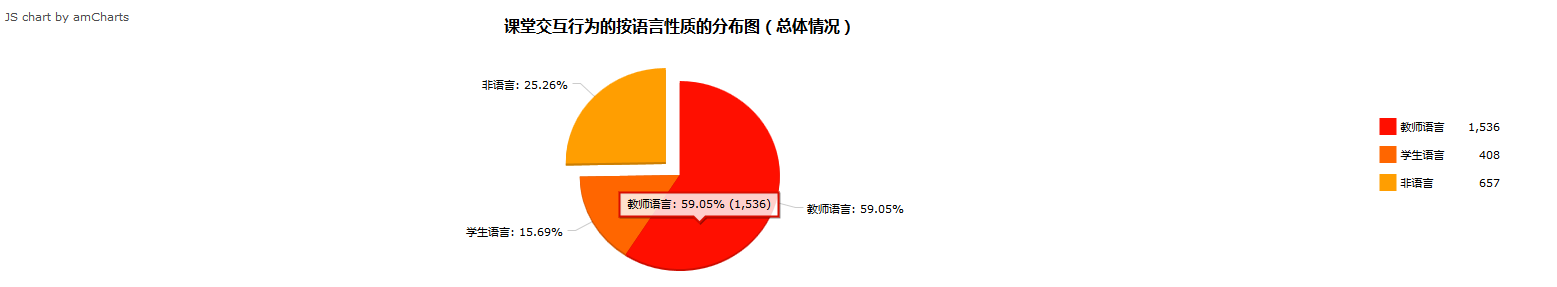 JS chart by amCharts
课堂交互行为的按语言性质的分布图（总体情况）
非语言: 25.26%
教师语言 1,536
学生语言 408
非语言 657
教师语言: 59.05% (1,536)
教师语言: 59.05%
学生语言: 15.69%